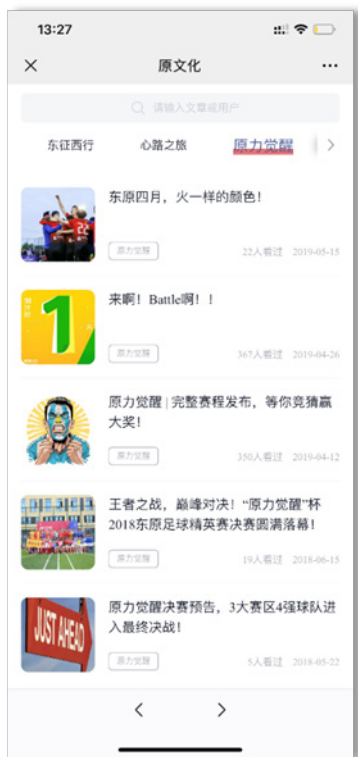 13:27
原文化
请输入文章或用户
东征西行 心路之旅 原力觉醒
东原四月，火一样的颜色！
原力觉醒 22人看过 2019-05-15
来啊！Battle啊！！
原力觉醒 367人看过 2019-04-26
原力觉醒 | 完整赛程发布，等你竞猜赢
大奖！
原力觉醒 350人看过 2019-04-12
王者之战，巅峰对决！“原力觉醒”杯
2018东原足球精英赛决赛圆满落幕！
原力觉醒 19人看过 2018-06-15
JUST AHEAD
原力觉醒决赛预告，3大赛区4强球队进
入最终决战！
原力觉醒 5人看过 2018-05-22